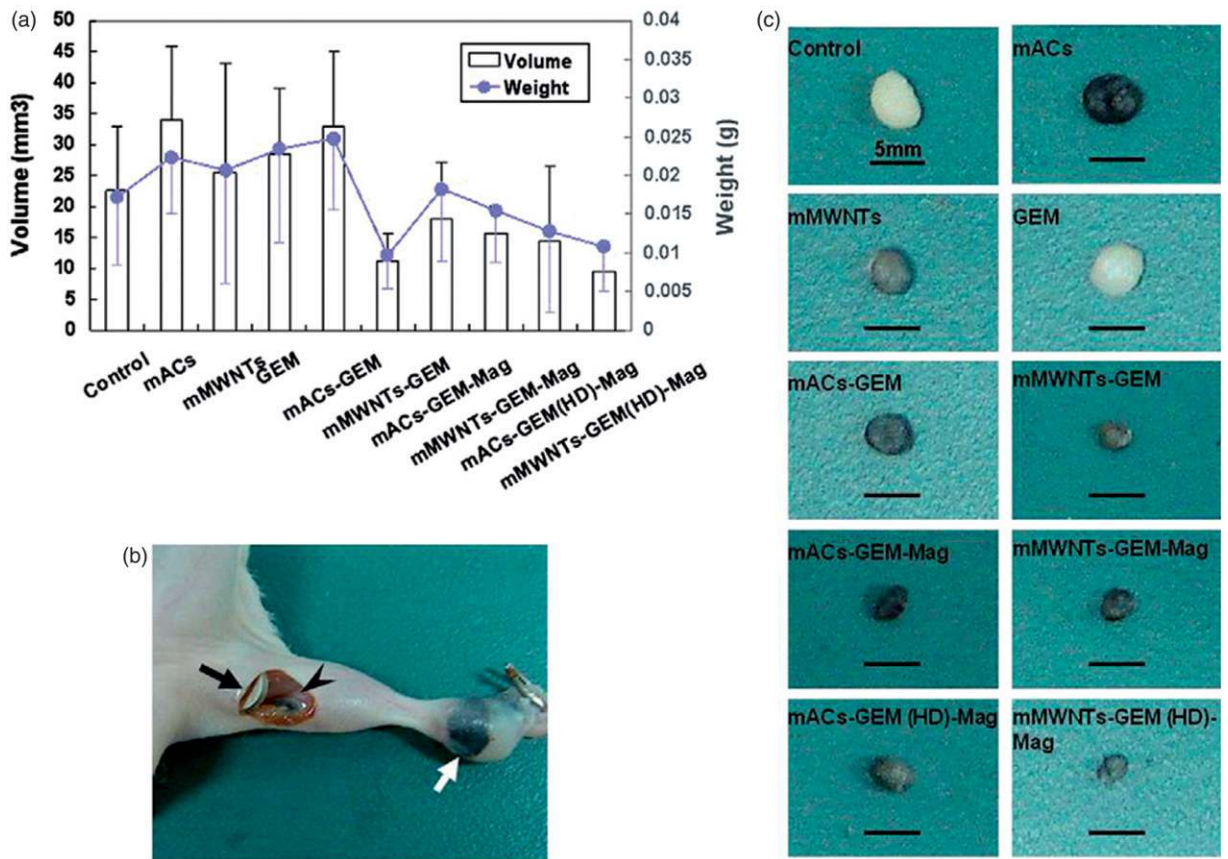 (a)
50
45
40
35
30
25
20
15
10
5
0
Volume (mm3)
Volume
Weight
0.04
0.035
0.03
0.025
0.02
0.015
0.01
0.005
0
Weight (g)
Control
mACs
mMWNTs
GEM
mACs-GEM
mMWNTs-GEM
mACs-GEM-Mag
mMWNTs-GEM-Mag
mACs-GEM(HD)-Mag
mMWNTs-GEM(HD)-Mag
(b)
(c)
Control
5mm
mACs
mMWNTs
GEM
mACs-GEM
mMWNTs-GEM
mACs-GEM-Mag
mMWNTs-GEM-Mag
mACs-GEM (HD)-Mag
mMWNTs-GEM (HD)-
Mag